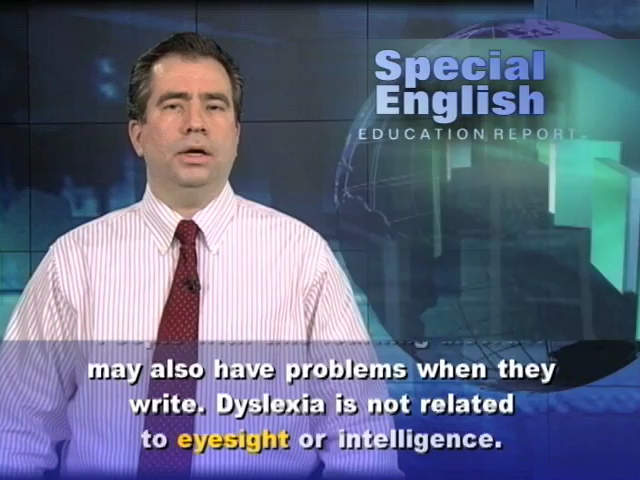 Special
English
EDUCATION REPORT
may also have problems when they
write. Dyslexia is not related
to eyesight or intelligence.